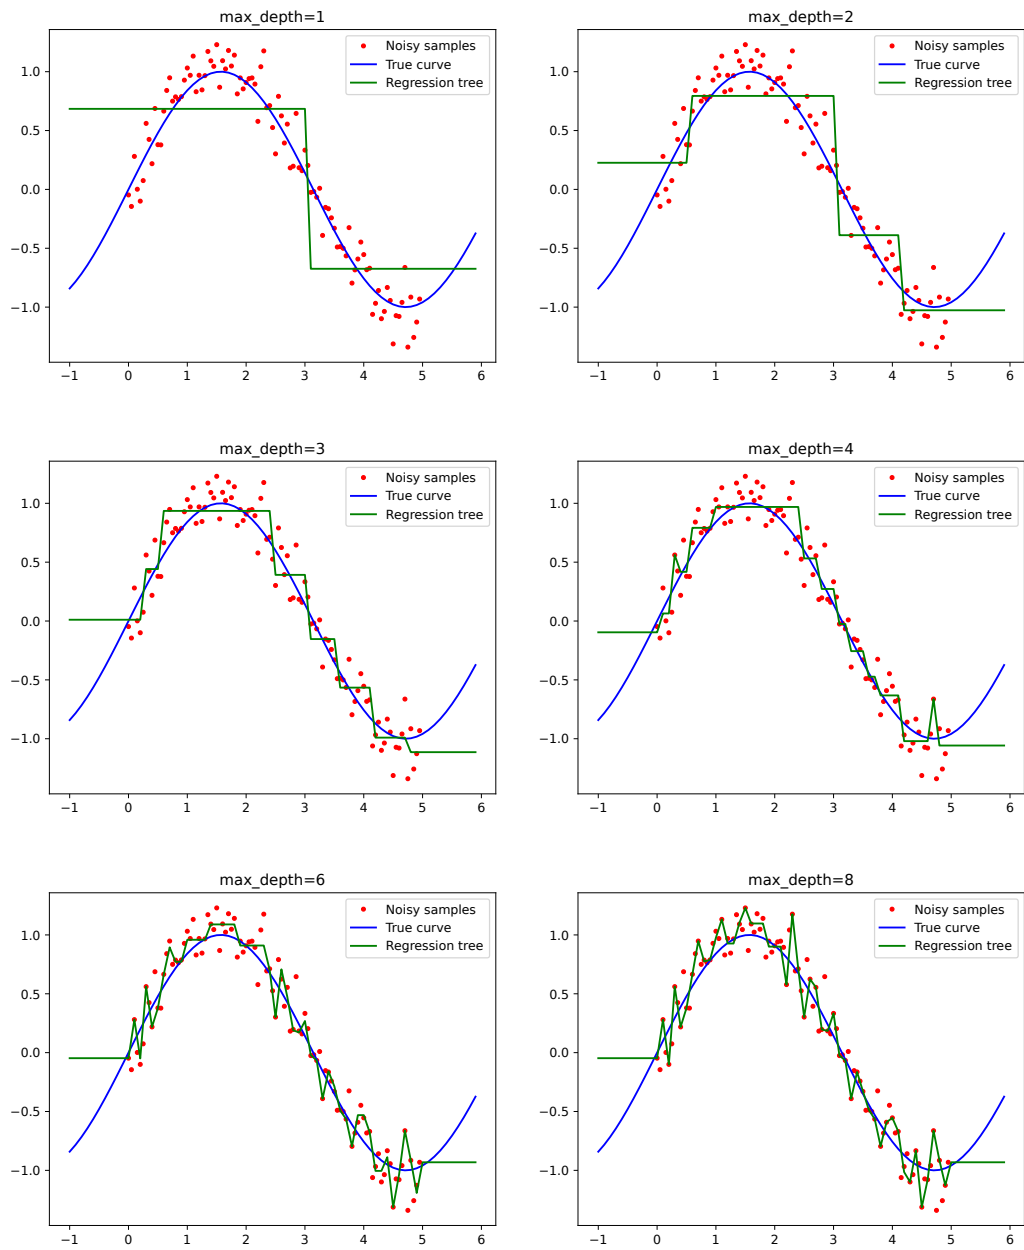 max_depth=1
Noisy samples
True curve
Regression tree
1.0
0.5
0.0
−0.5
−1.0
−1 0 1 2 3 4 5 6
max_depth=2
Noisy samples
True curve
Regression tree
1.0
0.5
0.0
−0.5
−1.0
−1 0 1 2 3 4 5 6
max_depth=3
Noisy samples
True curve
Regression tree
1.0
0.5
0.0
−0.5
−1.0
−1 0 1 2 3 4 5 6
max_depth=4
Noisy samples
True curve
Regression tree
1.0
0.5
0.0
−0.5
−1.0
−1 0 1 2 3 4 5 6
max_depth=6
Noisy samples
True curve
Regression tree
1.0
0.5
0.0
−0.5
−1.0
−1 0 1 2 3 4 5 6
max_depth=8
Noisy samples
True curve
Regression tree
1.0
0.5
0.0
−0.5
−1.0
−1 0 1 2 3 4 5 6